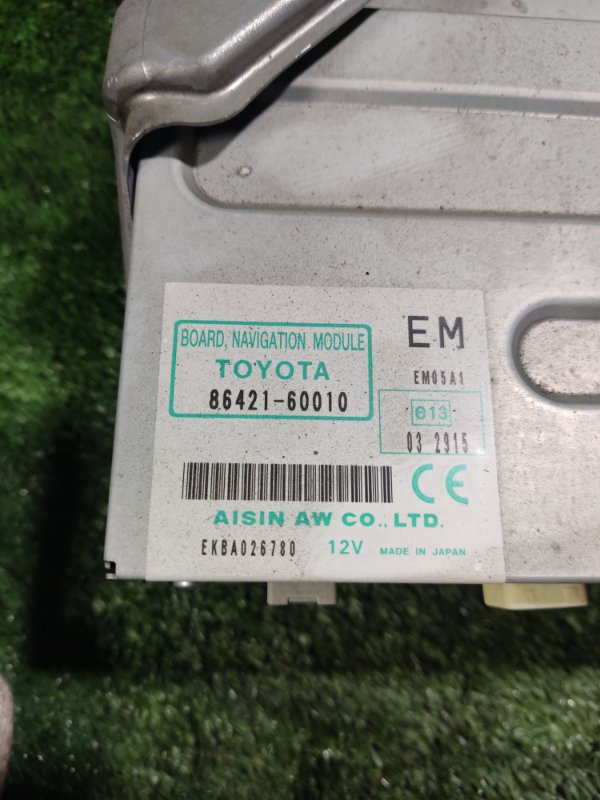 BOARD, NAVIGATION MODULE
TOYOTA
86421-60010
EM
EM05A1
e13
03 2915
CE
AISIN AW CO., LTD.
EKBA026780 12V MADE IN JAPAN